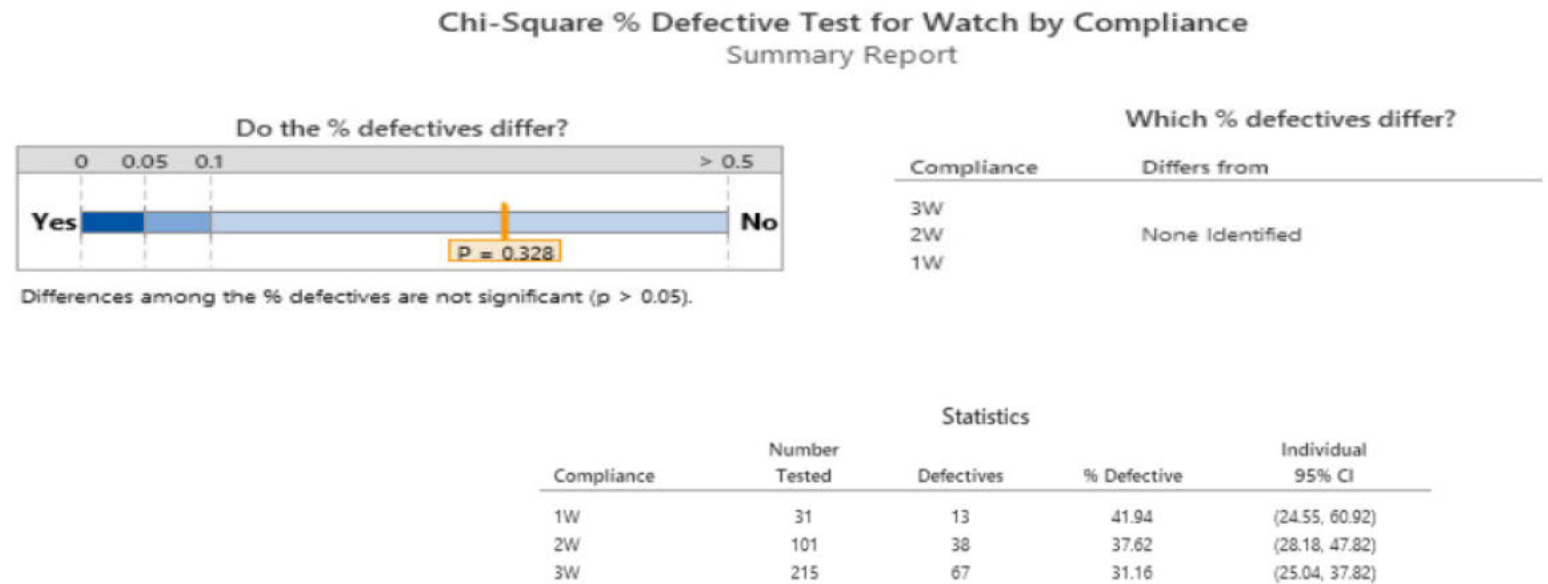 Chi-Square % Defective Test for Watch by Compliance
Summary Report
Do the % defectives differ?
0 0.05 0.1 > 0.5
Yes No
P = 0.328
Differences among the % defectives are not significant (p > 0.05).
Which % defectives differ?
Compliance Differs from
3W
2W None Identified
1W
Statistics
Number Individual
Compliance Tested Defectives % Defective 95% CI
1W 31 13 41.94 (24.55, 60.92)
2W 101 38 37.62 (28.18, 47.82)
3W 215 67 31.16 (25.04, 37.82)